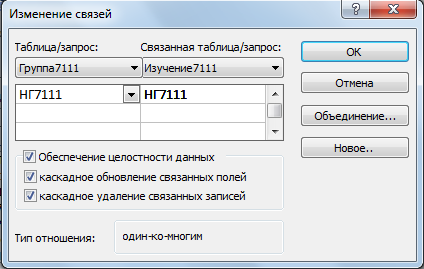 Изменение связей
Таблица/запрос: Связанная таблица/запрос:
Группа7111 Изучение7111
НГ7111 НГ7111
Обеспечение целостности данных
каскадное обновление связанных полей
каскадное удаление связанных записей
Тип отношения: один-ко-многим
ОК
Отмена
Объединение...
Новое..